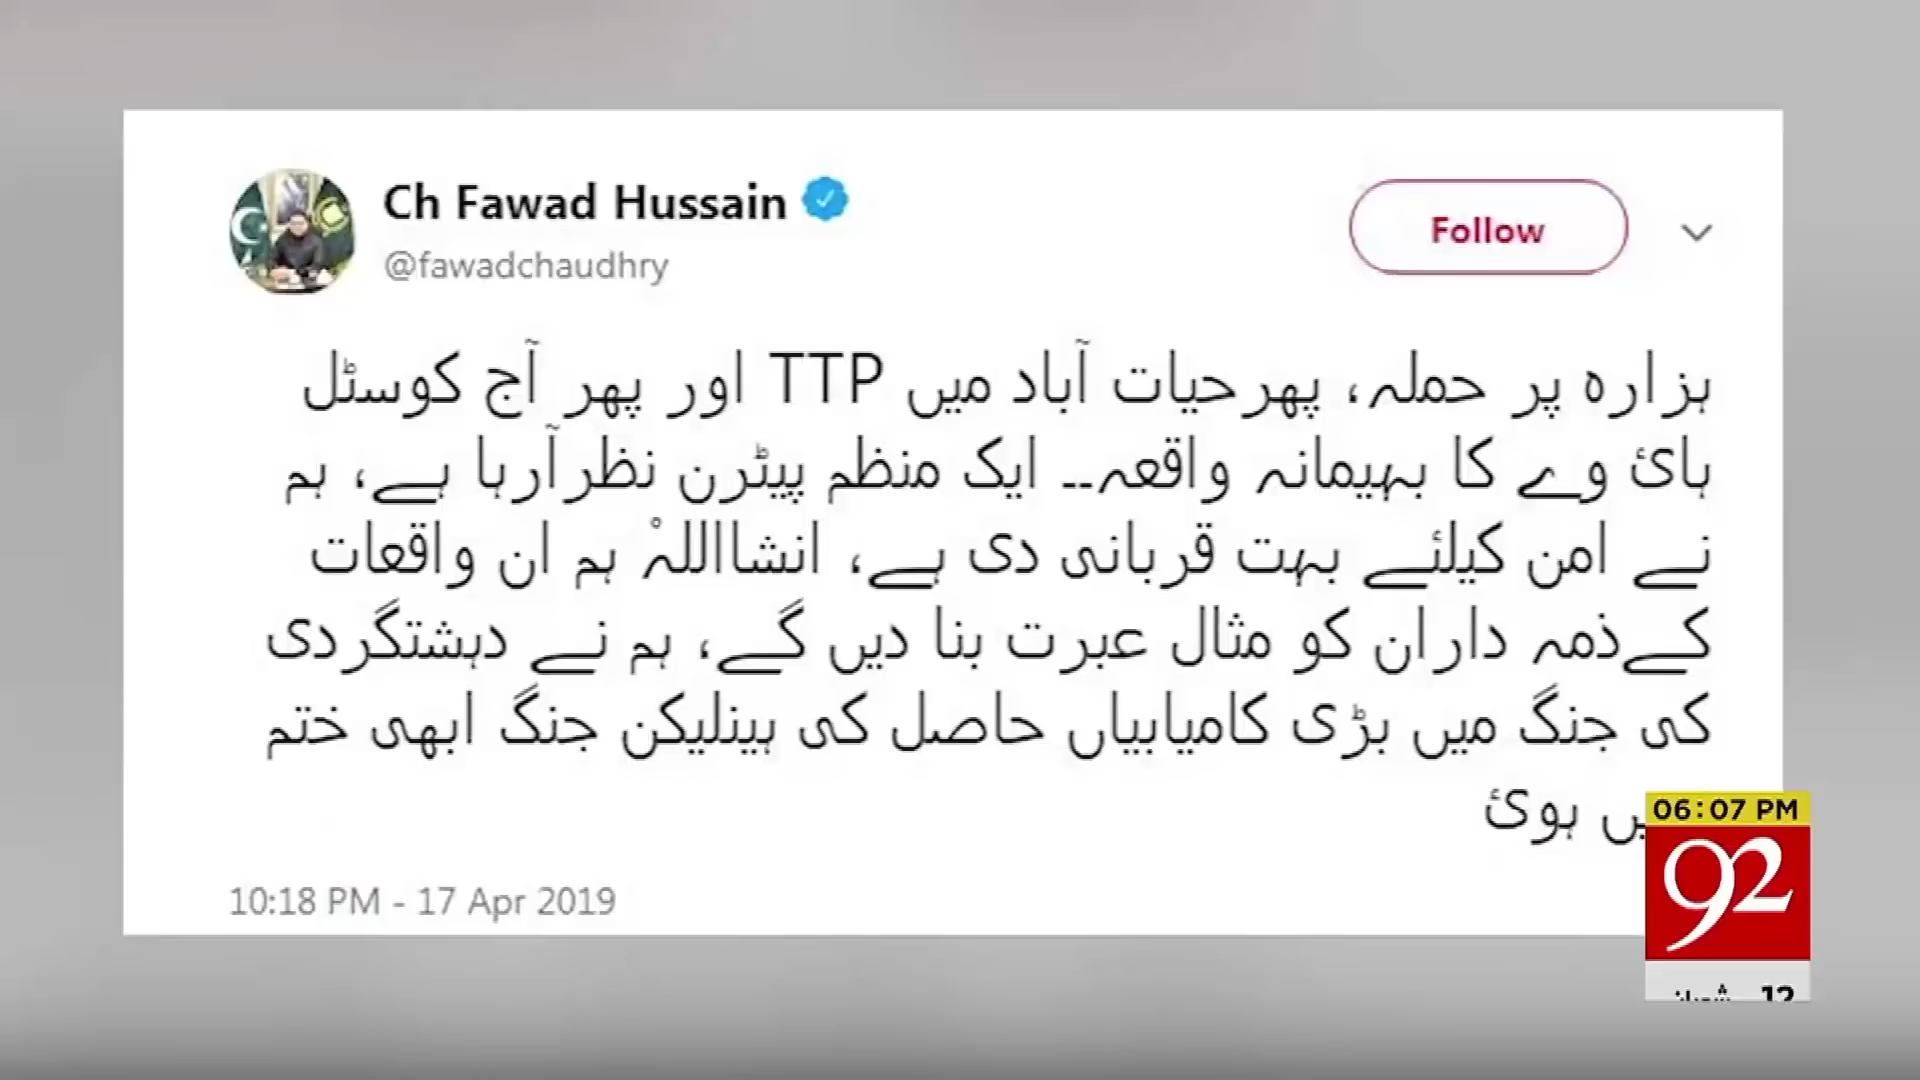 Ch Fawad Hussain
@fawadchaudhry
Follow
ہزارہ پر حملہ، پھرحیات آباد میں TTP اور پھر آج کوسٹل
ہائ وے کا بہیمانہ واقعہ۔۔ ایک منظم پیٹرن نظرآرہا ہے، ہم
نے امن کیلئے بہت قربانی دی ہے، انشااللہْ ہم ان واقعات
کےذمہ داران کو مثال عبرت بنا دیں گے، ہم نے دہشتگردی
کی جنگ میں بڑی کامیابیاں حاصل کی ہینلیکن جنگ ابھی ختم
ہوئ
10:18 PM - 17 Apr 2019
06:07 PM
92
12